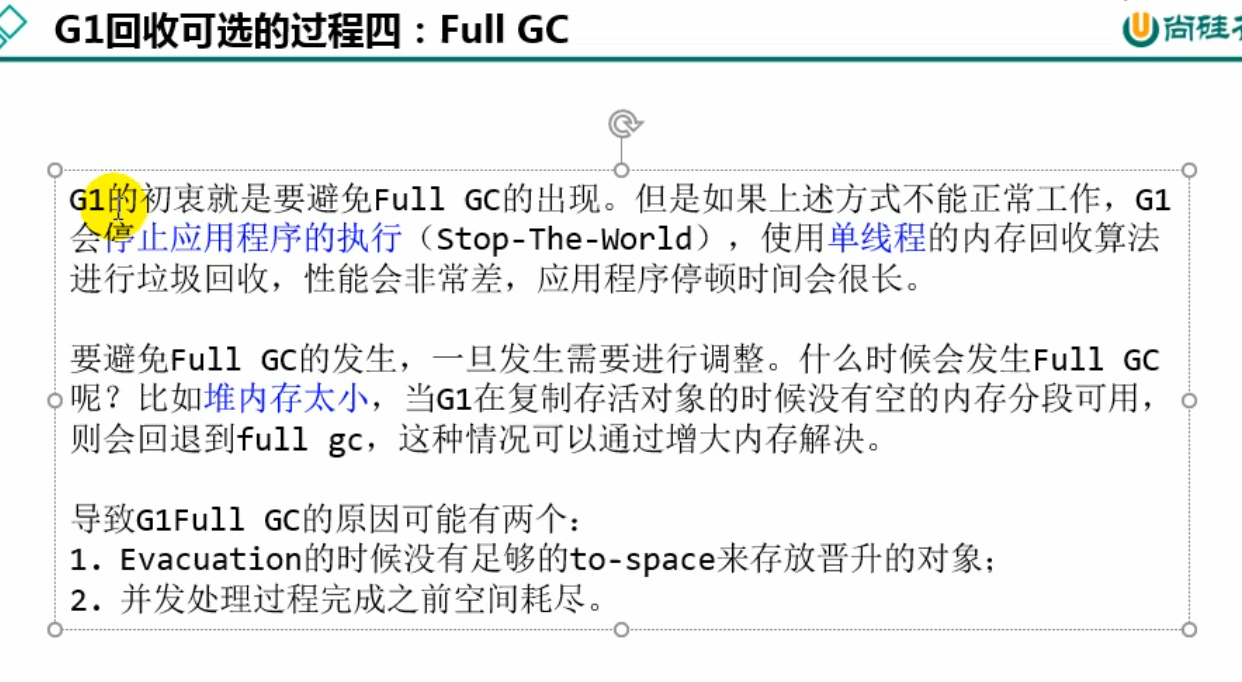 G1回收可选的过程四：Full GC
尚硅
G1的初衷就是要避免Full GC的出现。但是如果上述方式不能正常工作，G1
会停止应用程序的执行（Stop-The-World），使用单线程的内存回收算法
进行垃圾回收，性能会非常差，应用程序停顿时间会很长。
要避免Full GC的发生，一旦发生需要进行调整。什么时候会发生Full GC
呢？比如堆内存太小，当G1在复制存活对象的时候没有空的内存分段可用，
则会回退到full gc，这种情况可以通过增大内存解决。
导致G1Full GC的原因可能有两个：
1. Evacuation的时候没有足够的to-space来存放晋升的对象；
2. 并发处理过程完成之前空间耗尽。